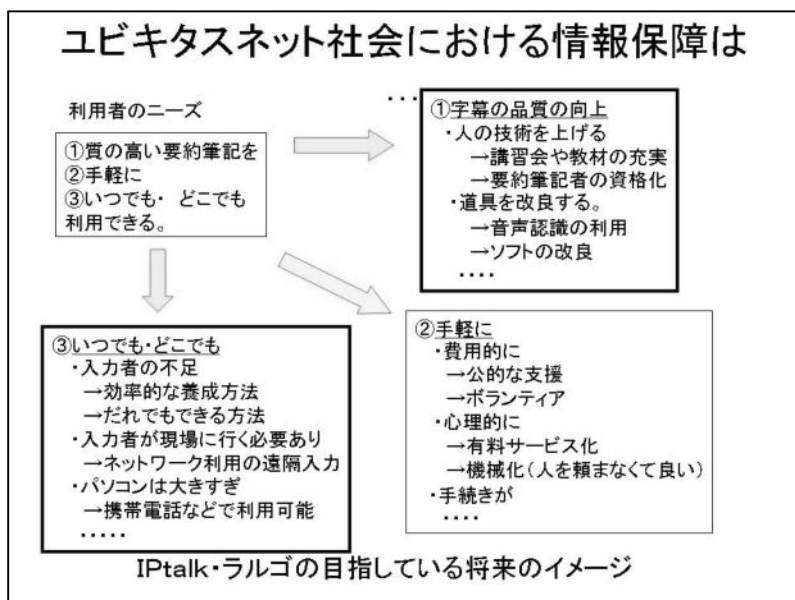 ユビキタスネット社会における情報保障は
利用者のニーズ
①質の高い要約筆記を
②手軽に
③いつでも・ どこでも
利用できる。
･･･
①字幕の品質の向上
・人の技術を上げる
→講習会や教材の充実
→要約筆記者の資格化
・道具を改良する。
→音声認識の利用
→ソフトの改良
････
②手軽に
・費用的に
→公的な支援
→ボランティア
・心理的に
→有料サービス化
→機械化(人を頼まなくて良い)
・手続きが
････
③いつでも・どこでも
・入力者の不足
→効率的な養成方法
→だれでもできる方法
・入力者が現場に行く必要あり
→ネットワーク利用の遠隔入力
・パソコンは大きすぎ
→携帯電話などで利用可能
･････
IPtalk・ラルゴの目指している将来のイメージ